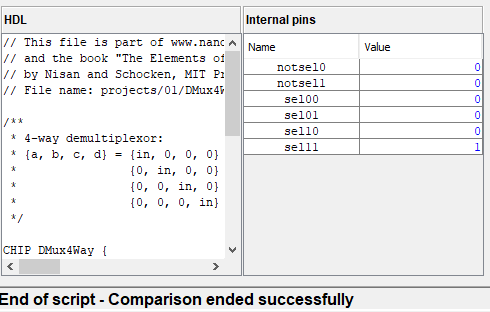 HDL
// This file is part of www.nand
// and the book "The Elements of
// by Nisan and Schocken, MIT Pr
// File name: projects/01/DMux4W
/**
* 4-way demultiplexor:
* {a, b, c, d} = {in, 0, 0, 0}
* {0, in, 0, 0}
* {0, 0, in, 0}
* {0, 0, 0, in}
*/
CHIP DMux4Way {
Internal pins
Name Value
notsel0 0
notsel1 0
sel00 0
sel01 0
sel10 0
sel11 1
End of script - Comparison ended successfully